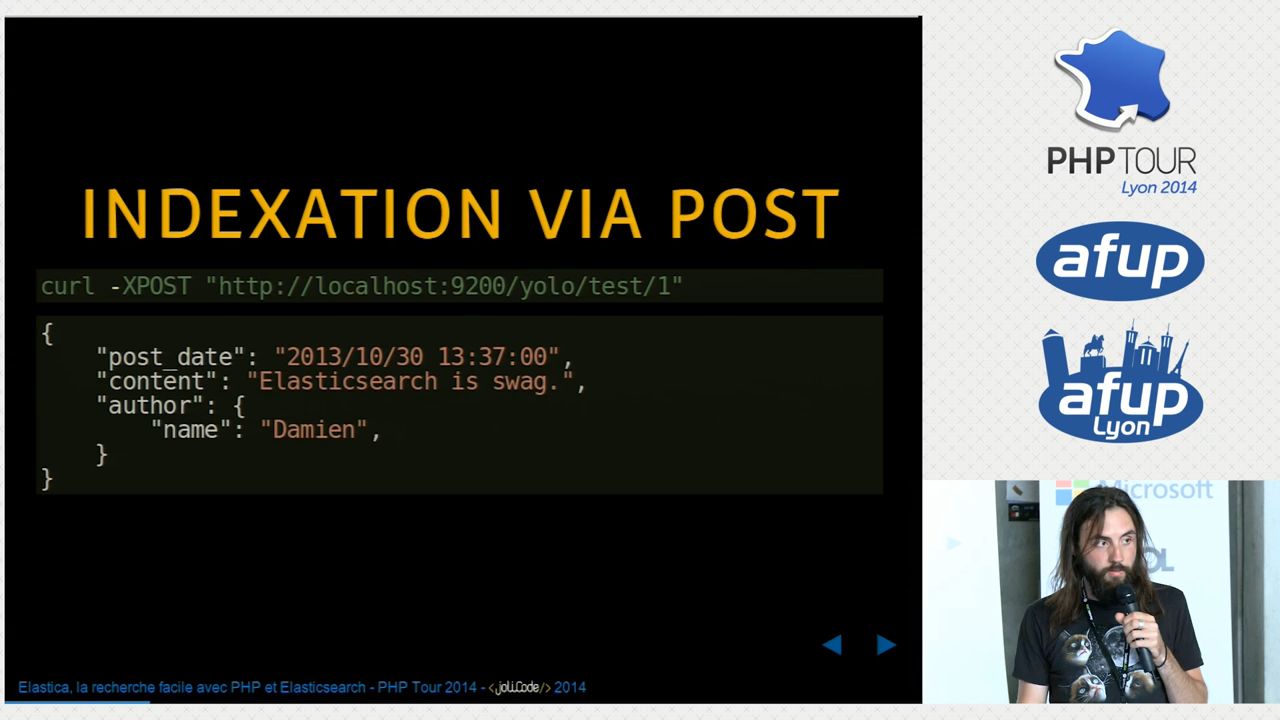 INDEXATION VIA POST
curl -XPOST "http://localhost:9200/yolo/test/1"
{
"post_date": "2013/10/30 13:37:00",
"content": "Elasticsearch is swag.",
"author": {
"name": "Damien",
}
}
Elastica, la recherche facile avec PHP et Elasticsearch - PHP Tour 2014 - <joliCode/> 2014
PHP TOUR
Lyon 2014
afup
afup
Lyon
Microsoft